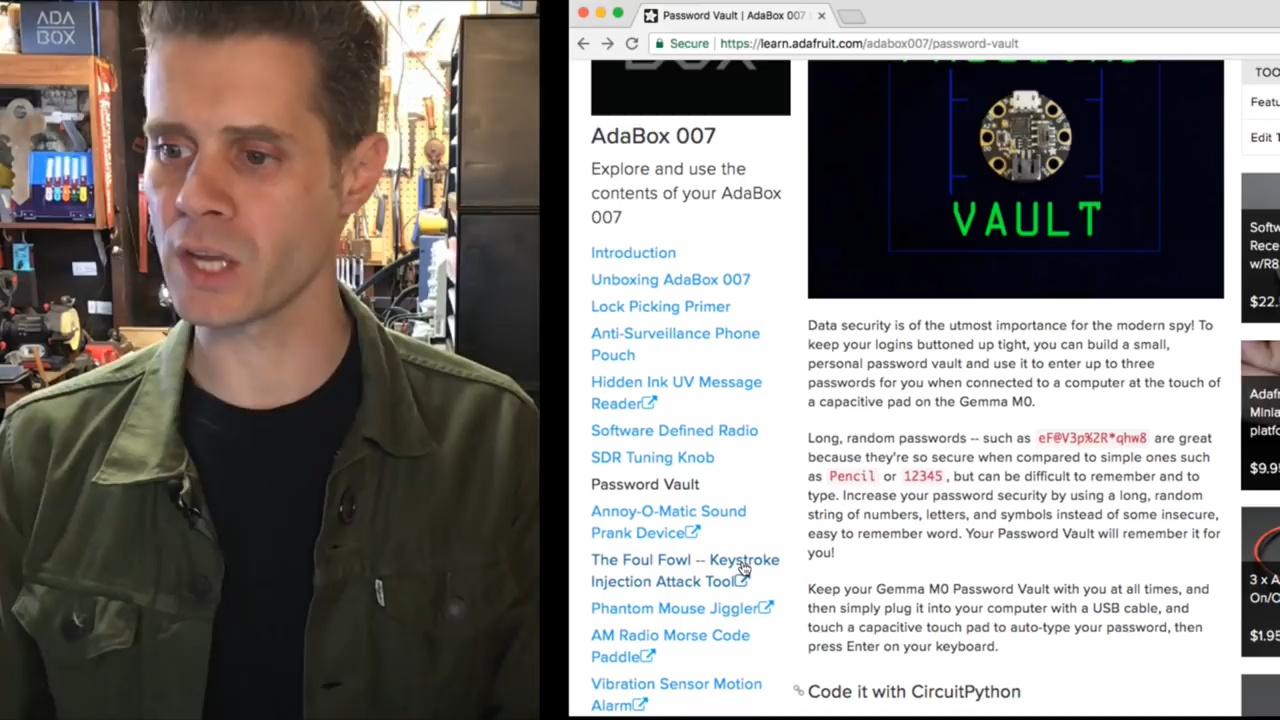 ADA
BOX
Password Vault | AdaBox 007
Secure
https://learn.adafruit.com/adabox007/password-vault
AdaBox 007
Explore and use the
contents of your AdaBox
007
Introduction
Unboxing AdaBox 007
Lock Picking Primer
Anti-Surveillance Phone
Pouch
Hidden Ink UV Message
Reader
Software Defined Radio
SDR Tuning Knob
Password Vault
Annoy-O-Matic Sound
Prank Device
The Foul Fowl -- Keystroke
Injection Attack Tool
Phantom Mouse Jiggler
AM Radio Morse Code
Paddle
Vibration Sensor Motion
Alarm
VAULT
Data security is of the utmost importance for the modern spy! To
keep your logins buttoned up tight, you can build a small,
personal password vault and use it to enter up to three
passwords for you when connected to a computer at the touch of
a capacitive pad on the Gemma M0.
Long, random passwords -- such as eF@V3p%2R*qhw8 are great
because they're so secure when compared to simple ones such
as Pencil or 12345, but can be difficult to remember and to
type. Increase your password security by using a long, random
string of numbers, letters, and symbols instead of some insecure,
easy to remember word. Your Password Vault will remember it for
you!
Keep your Gemma M0 Password Vault with you at all times, and
then simply plug it into your computer with a USB cable, and
touch a capacitive touch pad to auto-type your password, then
press Enter on your keyboard.
Code it with CircuitPython
TOO
Featu
Edit T
Softw
Rece
w/R8
$22.
Adaf
Minia
platfo
$9.9
3 x A
On/O
$1.95